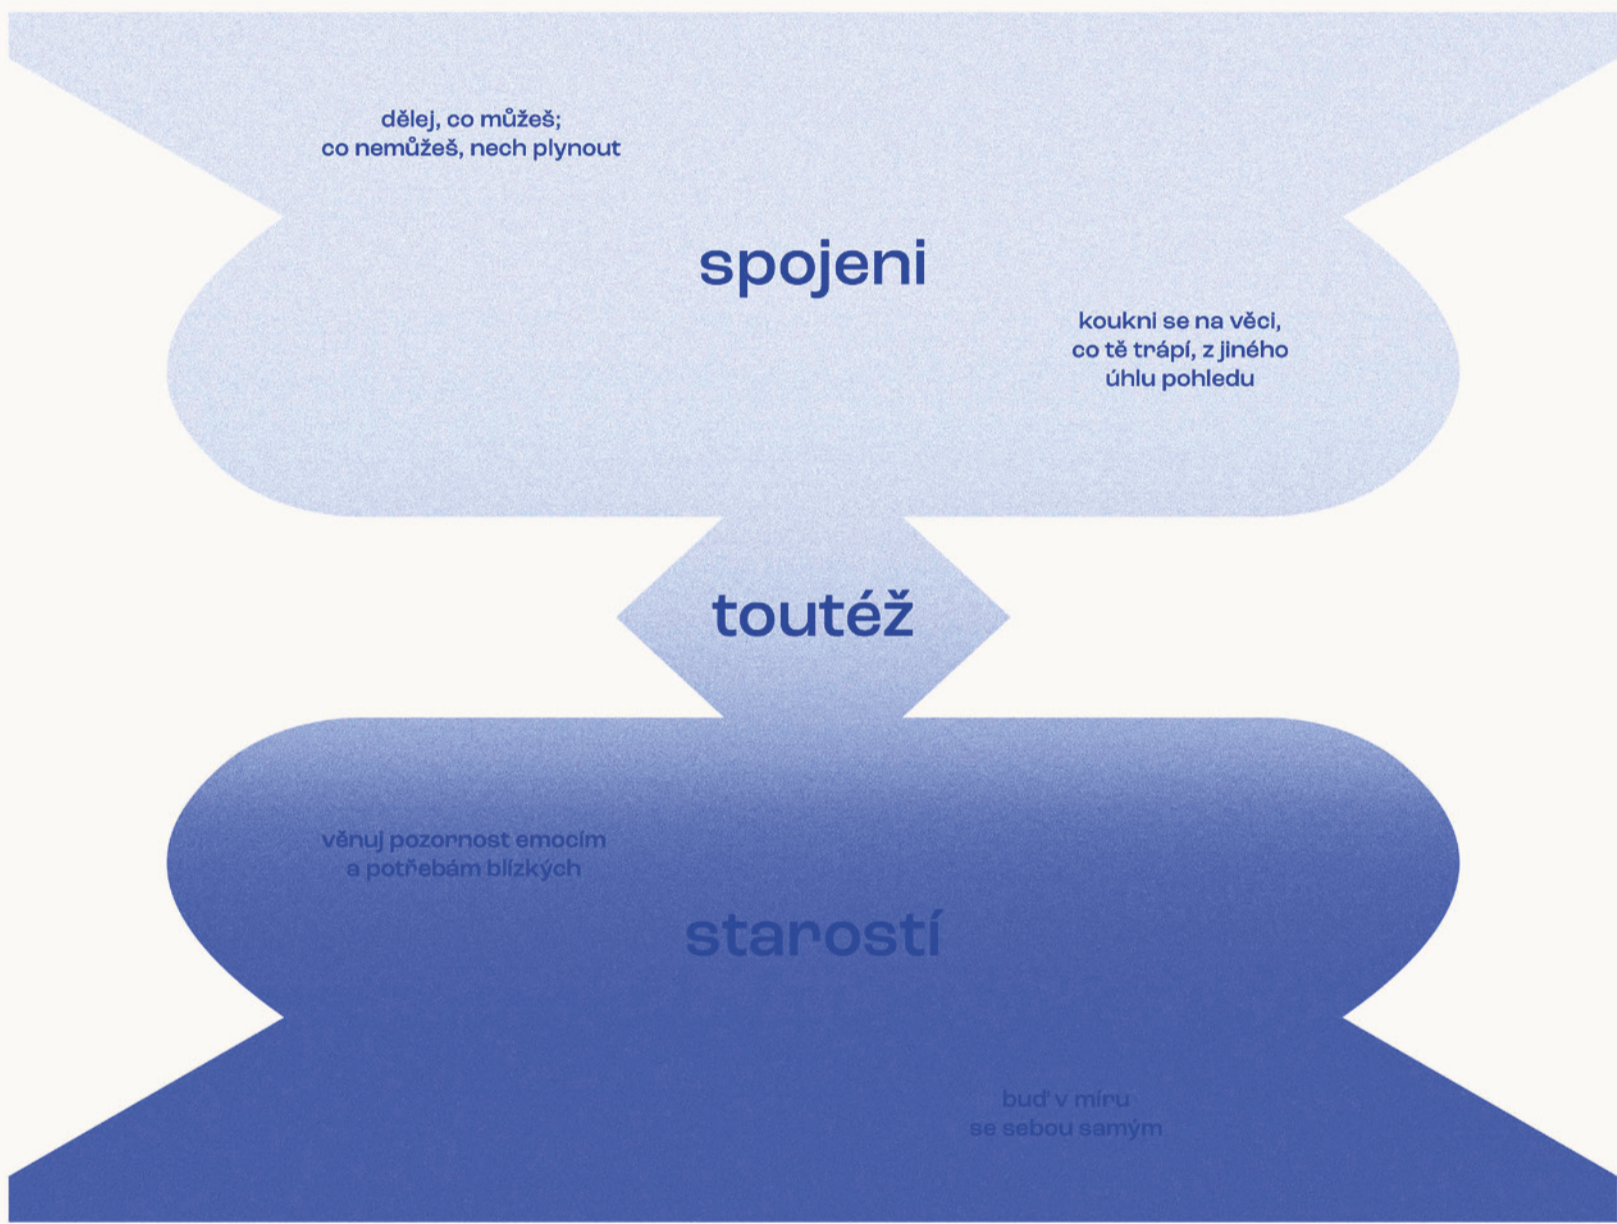 dělej, co můžeš;
co nemůžeš, nech plynout
spojeni
koukni se na věci,
co tě trápí, z jiného
úhlu pohledu
toutéž
věnuj pozornost emocím
a potřebám blízkých
starostí
buď v míru
se sebou samým